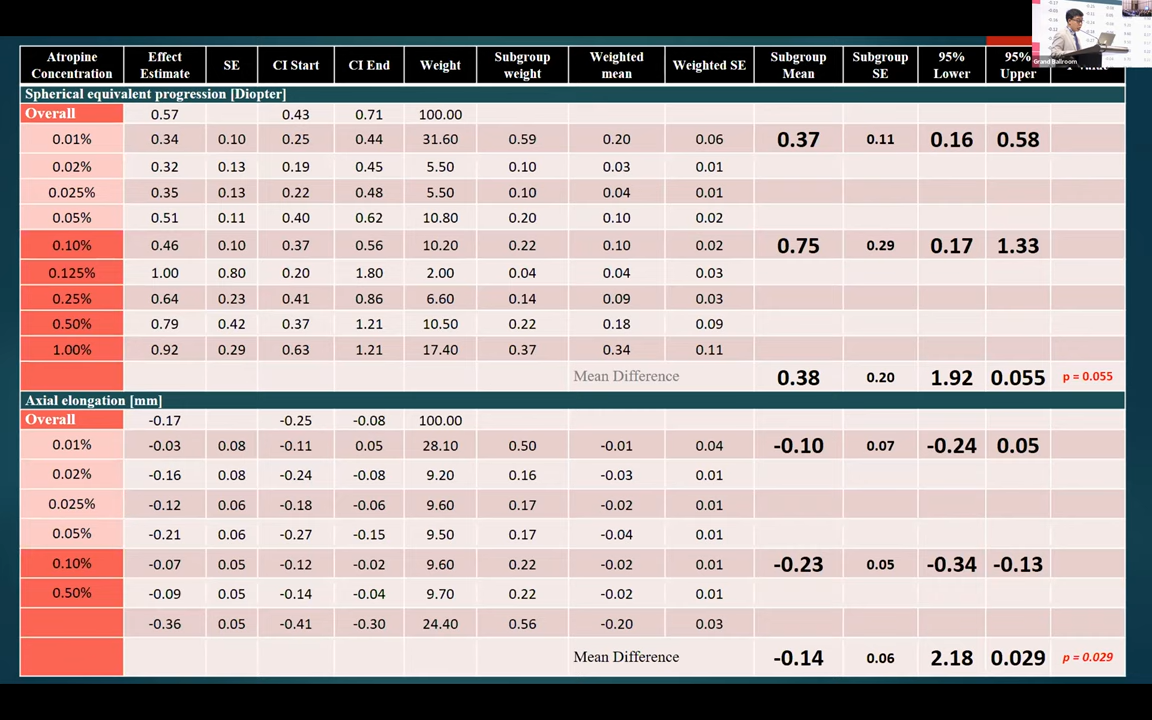 Grand Ballroom
Atropine Concentration Effect Estimate SE CI Start CI End Weight Subgroup weight Weighted mean Weighted SE Subgroup Mean Subgroup SE 95% Lower 95% Upper
Spherical equivalent progression [Diopter]
Overall 0.57 0.43 0.71 100.00
0.01% 0.34 0.10 0.25 0.44 31.60 0.59 0.20 0.06 0.37 0.11 0.16 0.58
0.02% 0.32 0.13 0.19 0.45 5.50 0.10 0.03 0.01
0.025% 0.35 0.13 0.22 0.48 5.50 0.10 0.04 0.01
0.05% 0.51 0.11 0.40 0.62 10.80 0.20 0.10 0.02
0.10% 0.46 0.10 0.37 0.56 10.20 0.22 0.10 0.02 0.75 0.29 0.17 1.33
0.125% 1.00 0.80 0.20 1.80 2.00 0.04 0.04 0.03
0.25% 0.64 0.23 0.41 0.86 6.60 0.14 0.09 0.03
0.50% 0.79 0.42 0.37 1.21 10.50 0.22 0.18 0.09
1.00% 0.92 0.29 0.63 1.21 17.40 0.37 0.34 0.11
Mean Difference 0.38 0.20 1.92 0.055 p = 0.055
Axial elongation [mm]
Overall -0.17 -0.25 -0.08 100.00
0.01% -0.03 0.08 -0.11 0.05 28.10 0.50 -0.01 0.04 -0.10 0.07 -0.24 0.05
0.02% -0.16 0.08 -0.24 -0.08 9.20 0.16 -0.03 0.01
0.025% -0.12 0.06 -0.18 -0.06 9.60 0.17 -0.02 0.01
0.05% -0.21 0.06 -0.27 -0.15 9.50 0.17 -0.04 0.01
0.10% -0.07 0.05 -0.12 -0.02 9.60 0.22 -0.02 0.01 -0.23 0.05 -0.34 -0.13
0.50% -0.09 0.05 -0.14 -0.04 9.70 0.22 -0.02 0.01
-0.36 0.05 -0.41 -0.30 24.40 0.56 -0.20 0.03
Mean Difference -0.14 0.06 2.18 0.029 p = 0.029